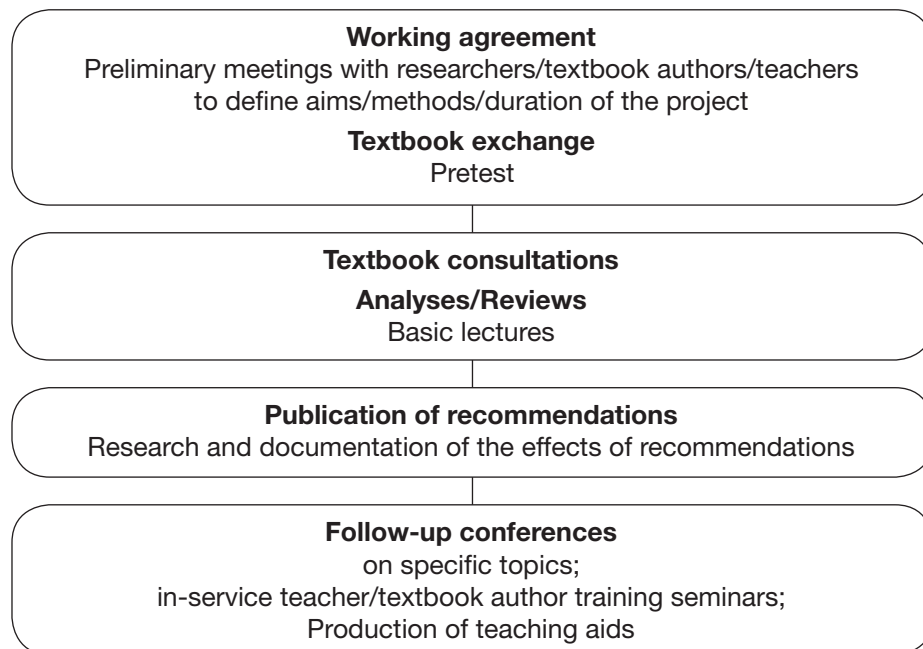 Working agreement
Preliminary meetings with researchers/textbook authors/teachers
to define aims/methods/duration of the project
Textbook exchange
Pretest
Textbook consultations
Analyses/Reviews
Basic lectures
Publication of recommendations
Research and documentation of the effects of recommendations
Follow-up conferences
on specific topics;
in-service teacher/textbook author training seminars;
Production of teaching aids